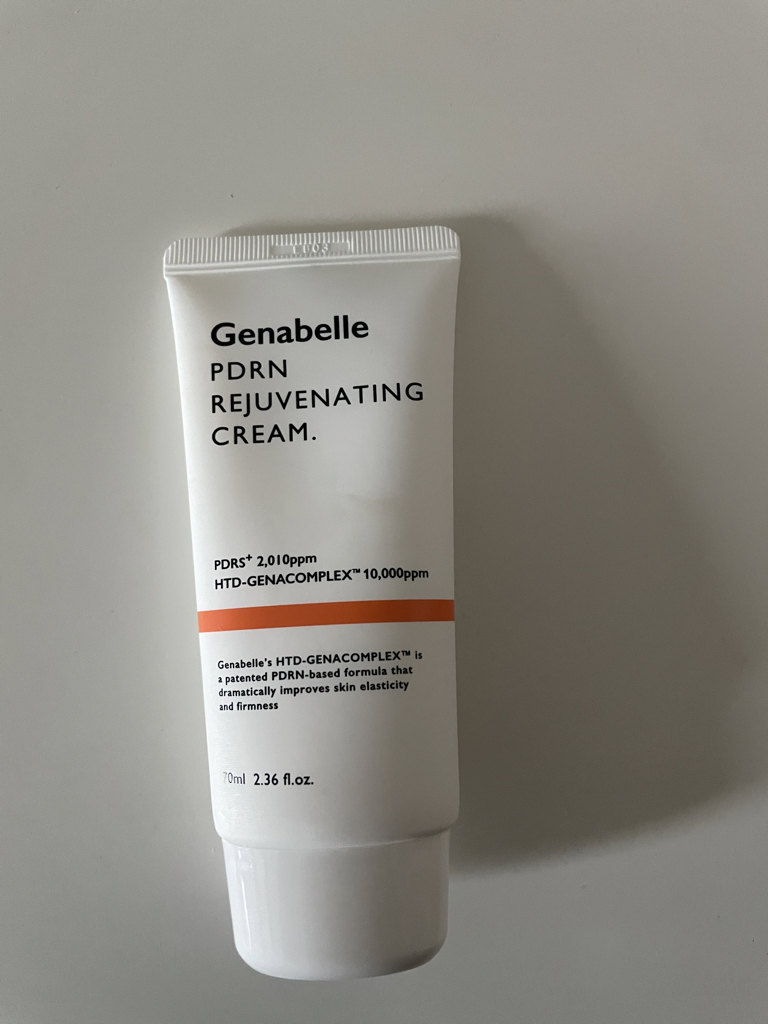 Genabelle
PDRN
REJUVENATING
CREAM.
PDRS+ 2,010ppm
HTD-GENACOMPLEX™ 10,000ppm
Genabelle's HTD-GENACOMPLEX™ is
a patented PDRN-based formula that
dramatically improves skin elasticity
and firmness
70ml 2.36 fl.oz.